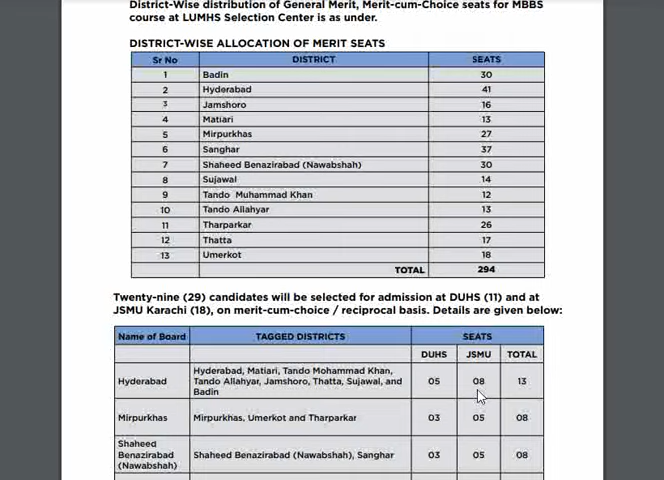 District-Wise distribution of General Merit, Merit-cum-Choice seats for MBBS
course at LUMHS Selection Center is as under.
DISTRICT-WISE ALLOCATION OF MERIT SEATS
Sr No DISTRICT SEATS
1 Badin 30
2 Hyderabad 41
3 Jamshoro 16
4 Matiari 13
5 Mirpurkhas 27
6 Sanghar 37
7 Shaheed Benazirabad (Nawabshah) 30
8 Sujawal 14
9 Tando Muhammad Khan 12
10 Tando Allahyar 13
11 Tharparkar 26
12 Thatta 17
13 Umerkot 18
TOTAL 294
Twenty-nine (29) candidates will be selected for admission at DUHS (11) and at
JSMU Karachi (18), on merit-cum-choice / reciprocal basis. Details are given below:
Name of Board TAGGED DISTRICTS SEATS
DUHS JSMU TOTAL
Hyderabad Hyderabad, Matiari, Tando Mohammad Khan,
Tando Allahyar, Jamshoro, Thatta, Sujawal, and
Badin 05 08 13
Mirpurkhas Mirpurkhas, Umerkot and Tharparkar 03 05 08
Shaheed
Benazirabad
(Nawabshah) Shaheed Benazirabad (Nawabshah), Sanghar 03 05 08